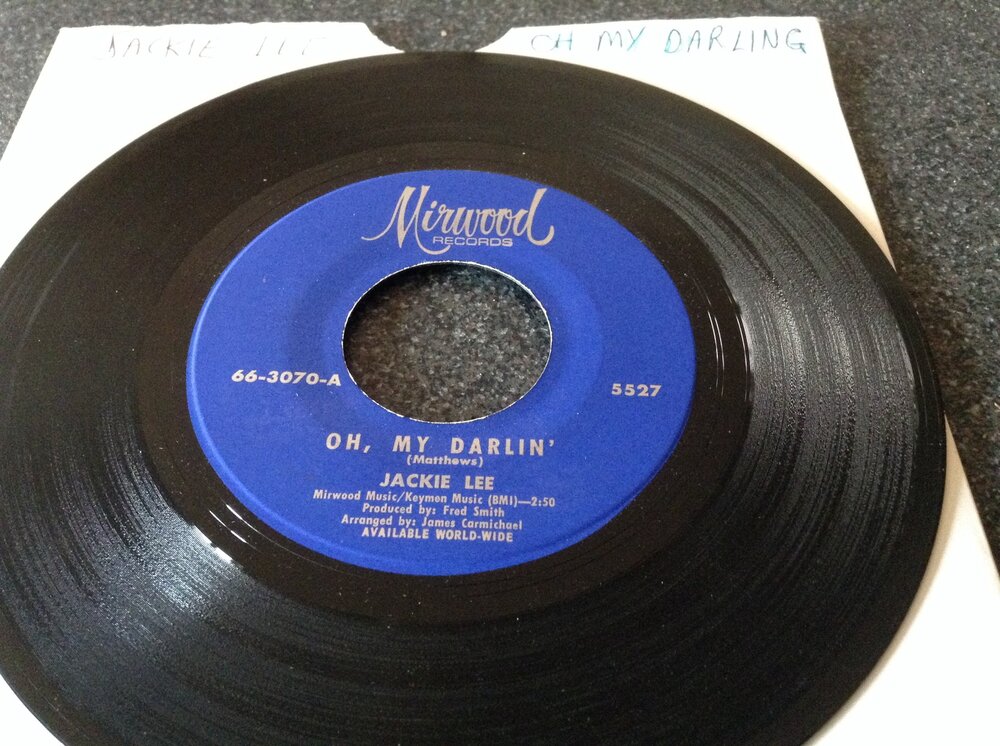 JACKIE LEE OH MY DARLING
Mirwood
RECORDS
66-3070-A 5527
OH, MY DARLIN'
(Matthews)
JACKIE LEE
Mirwood Music/Keymen Music (BMI)—2:50
Produced by: Fred Smith
Arranged by: James Carmichael
AVAILABLE WORLD-WIDE